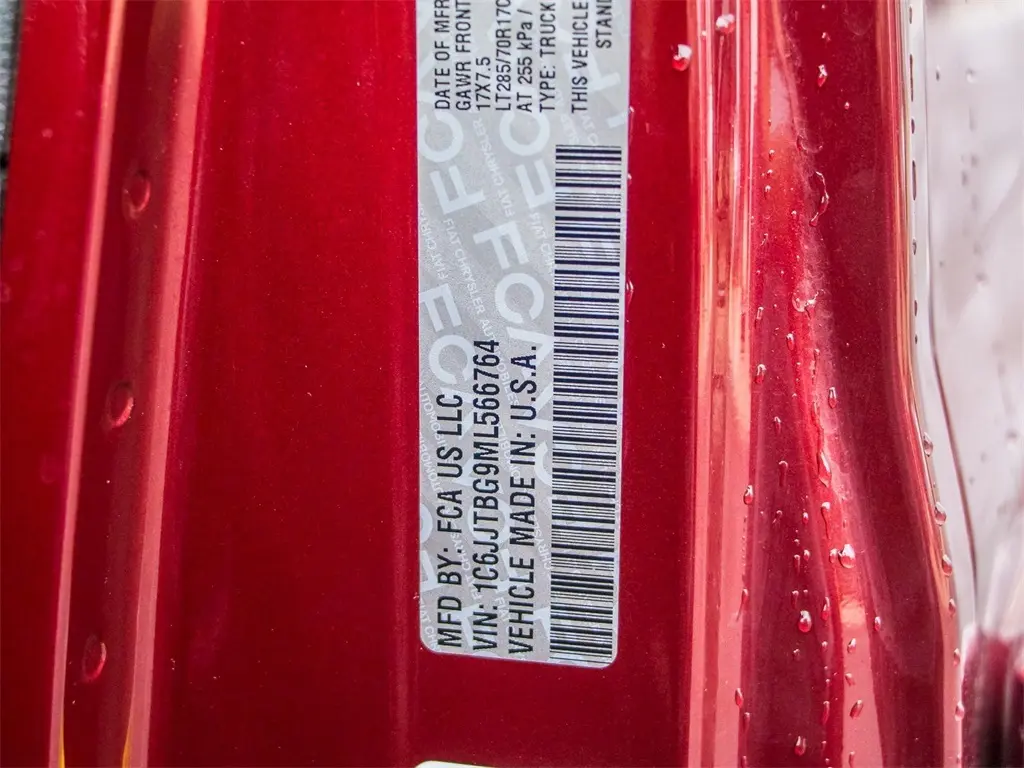 MFD BY: FCA US LLC
VIN: 1C6JJTBG9ML566764
VEHICLE MADE IN: U.S.A.
DATE OF MFR
GAWR FRONT
17X7.5
LT285/70R17C
AT 255 kPa /
TYPE: TRUCK
THIS VEHICLE
STAND